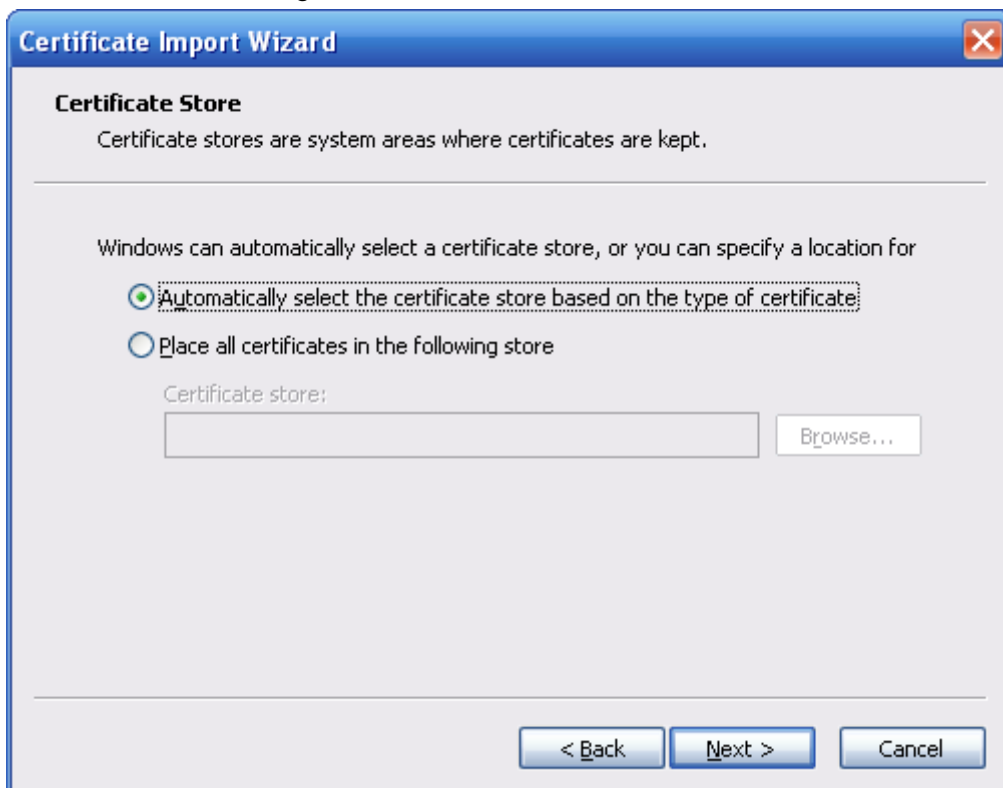 Certificate Import Wizard
Certificate Store
Certificate stores are system areas where certificates are kept.
Windows can automatically select a certificate store, or you can specify a location for
Automatically select the certificate store based on the type of certificate
Place all certificates in the following store
Certificate store:
Browse...
< Back
Next >
Cancel